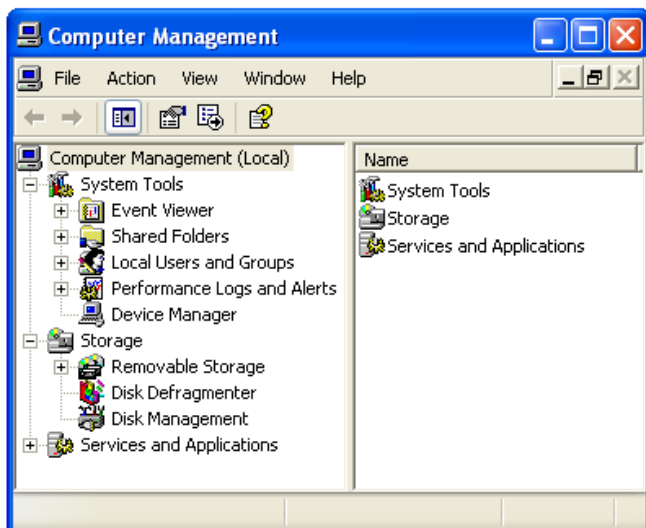 Computer Management
File Action View Window Help
Computer Management (Local)
System Tools
Event Viewer
Shared Folders
Local Users and Groups
Performance Logs and Alerts
Device Manager
Storage
Removable Storage
Disk Defragmenter
Disk Management
Services and Applications
Name
System Tools
Storage
Services and Applications